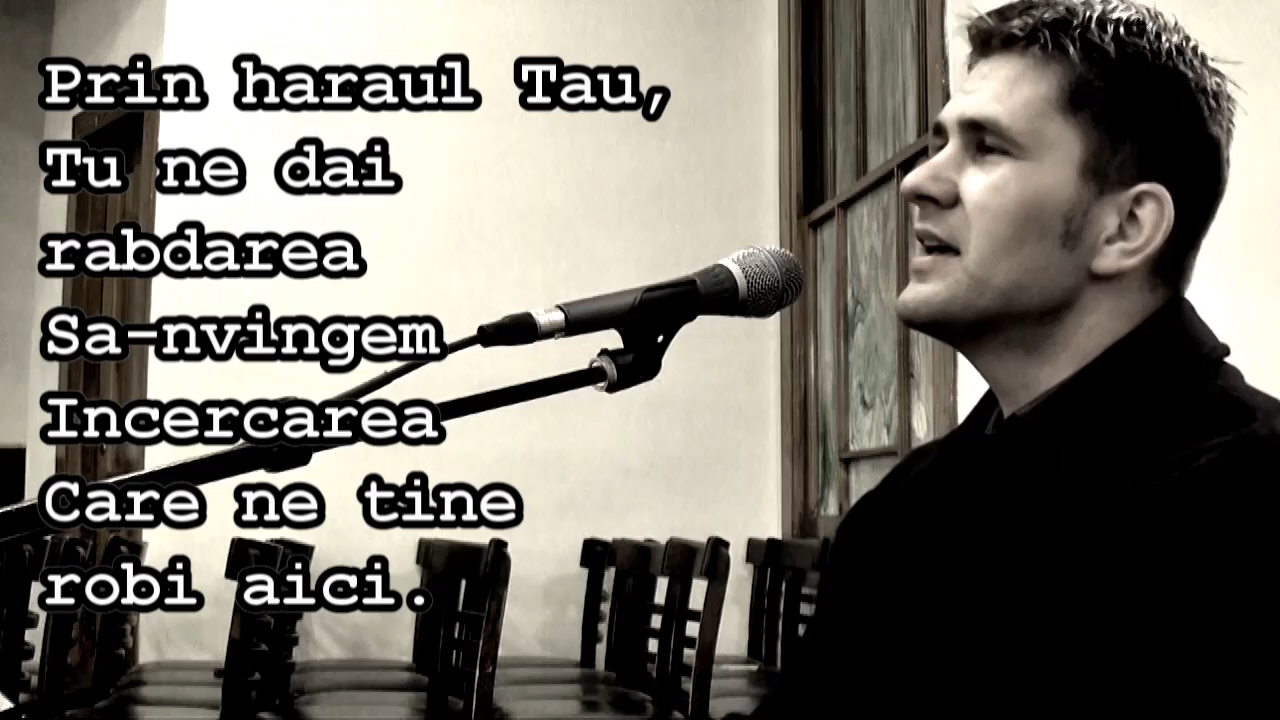 Prin haraul Tau,
Tu ne dai
rabdarea
Sa-nvingem
Incercarea
Care ne tine
robi aici.